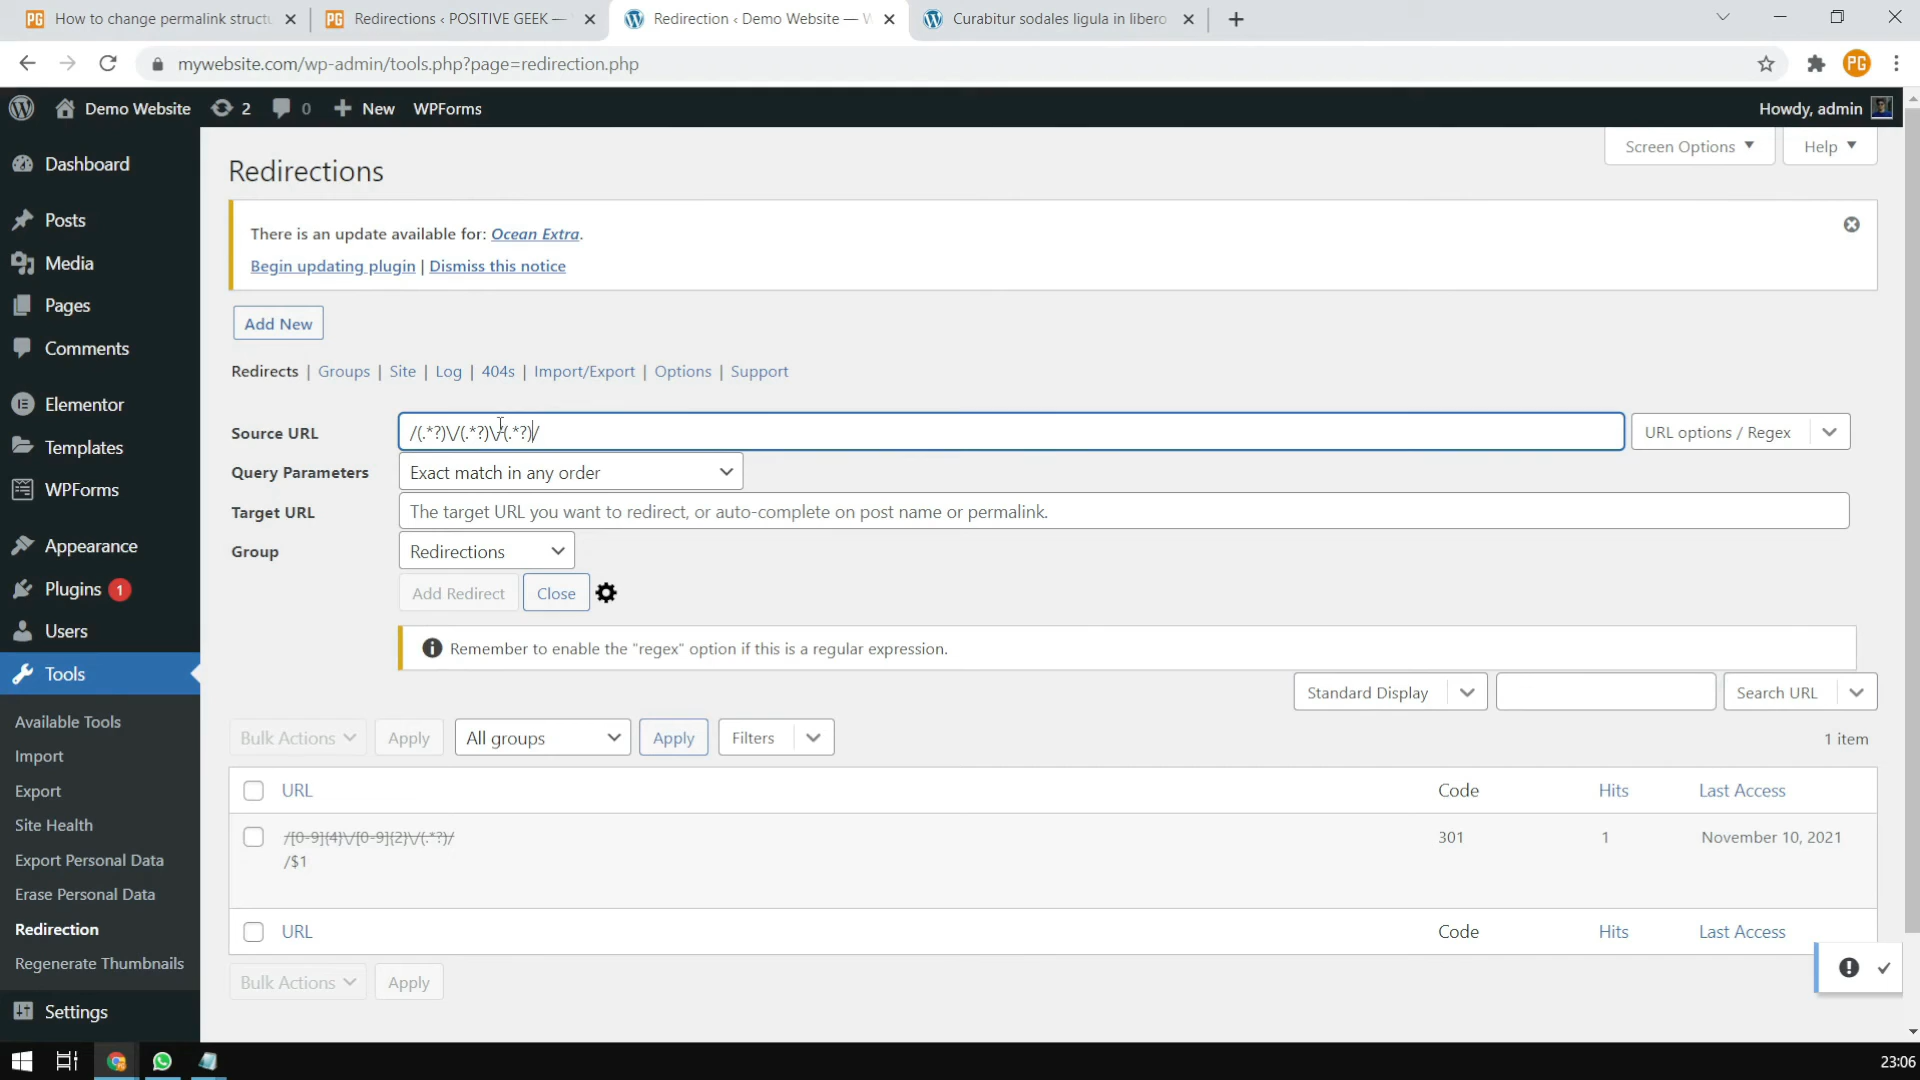 How to change permalink structu
Redirections ‹ POSITIVE GEEK —
Redirection ‹ Demo Website — W
Curabitur sodales ligula in libero
mywebsite.com/wp-admin/tools.php?page=redirection.php
PG
Demo Website 2 0 New WPForms
Howdy, admin
Screen Options
Help
Dashboard
Posts
Media
Pages
Comments
Elementor
Templates
WPForms
Appearance
Plugins 1
Users
Tools
Available Tools
Import
Export
Site Health
Export Personal Data
Erase Personal Data
Redirection
Regenerate Thumbnails
Settings
Redirections
There is an update available for: Ocean Extra.
Begin updating plugin | Dismiss this notice
Add New
Redirects | Groups | Site | Log | 404s | Import/Export | Options | Support
Source URL /(.*?)\/(.*?)\/(.*?)/ URL options / Regex
Query Parameters Exact match in any order
Target URL The target URL you want to redirect, or auto-complete on post name or permalink.
Group Redirections
Add Redirect Close
Remember to enable the "regex" option if this is a regular expression.
Standard Display Search URL
Bulk Actions Apply All groups Apply Filters 1 item
URL Code Hits Last Access
/[0-9]{4}\/[0-9]{2}\/(.*?)/ 301 1 November 10, 2021
/$1
URL Code Hits Last Access
Bulk Actions Apply
23:06